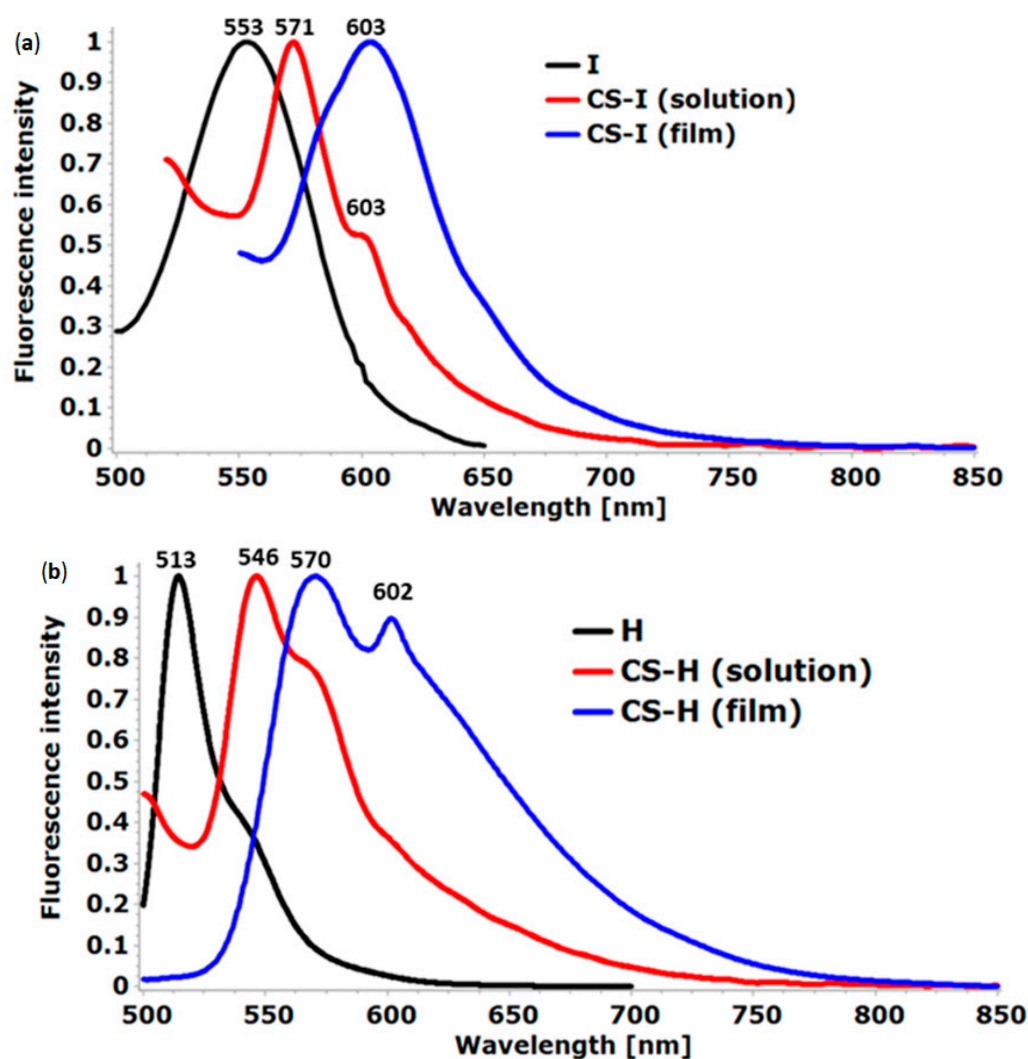 (a)
553 571 603
603
I
CS-I (solution)
CS-I (film)
Fluorescence intensity
1
0.9
0.8
0.7
0.6
0.5
0.4
0.3
0.2
0.1
0
500 550 600 650 700 750 800 850
Wavelength [nm]
(b)
513 546 570
602
H
CS-H (solution)
CS-H (film)
Fluorescence intensity
1
0.9
0.8
0.7
0.6
0.5
0.4
0.3
0.2
0.1
0
500 550 600 650 700 750 800 850
Wavelength [nm]